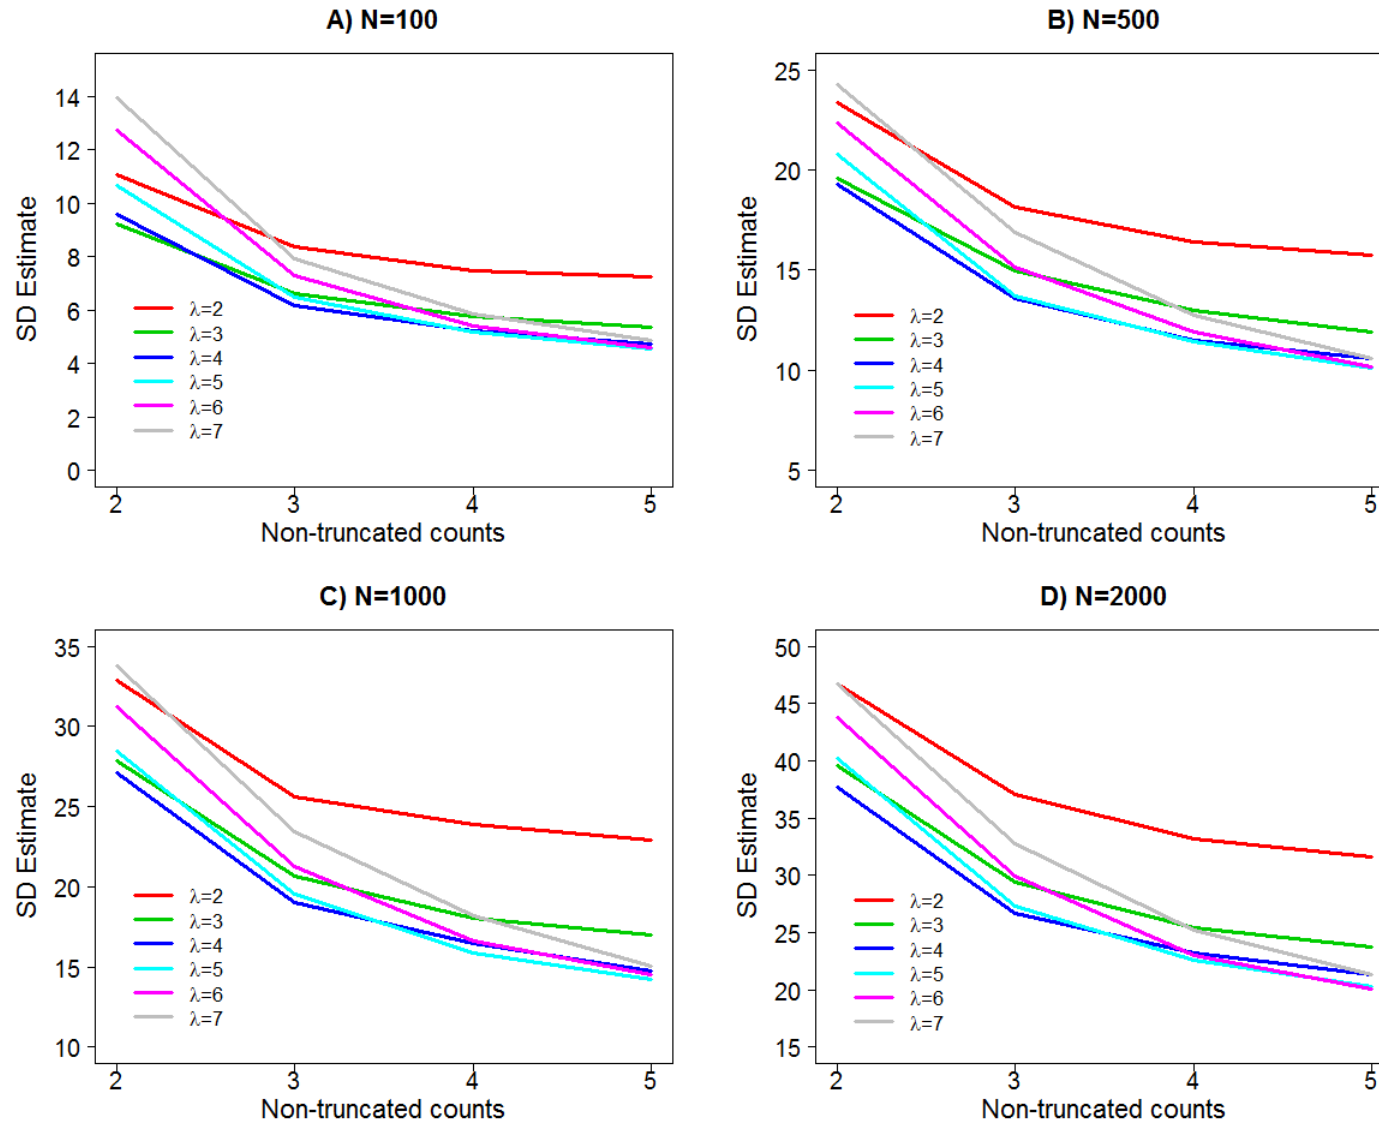 A) N=100
SD Estimate
14
12
10
8
6
4
2
0
λ=2
λ=3
λ=4
λ=5
λ=6
λ=7
2 3 4 5
Non-truncated counts
B) N=500
SD Estimate
25
20
15
10
5
λ=2
λ=3
λ=4
λ=5
λ=6
λ=7
2 3 4 5
Non-truncated counts
C) N=1000
SD Estimate
35
30
25
20
15
10
λ=2
λ=3
λ=4
λ=5
λ=6
λ=7
2 3 4 5
Non-truncated counts
D) N=2000
SD Estimate
50
45
40
35
30
25
20
15
λ=2
λ=3
λ=4
λ=5
λ=6
λ=7
2 3 4 5
Non-truncated counts